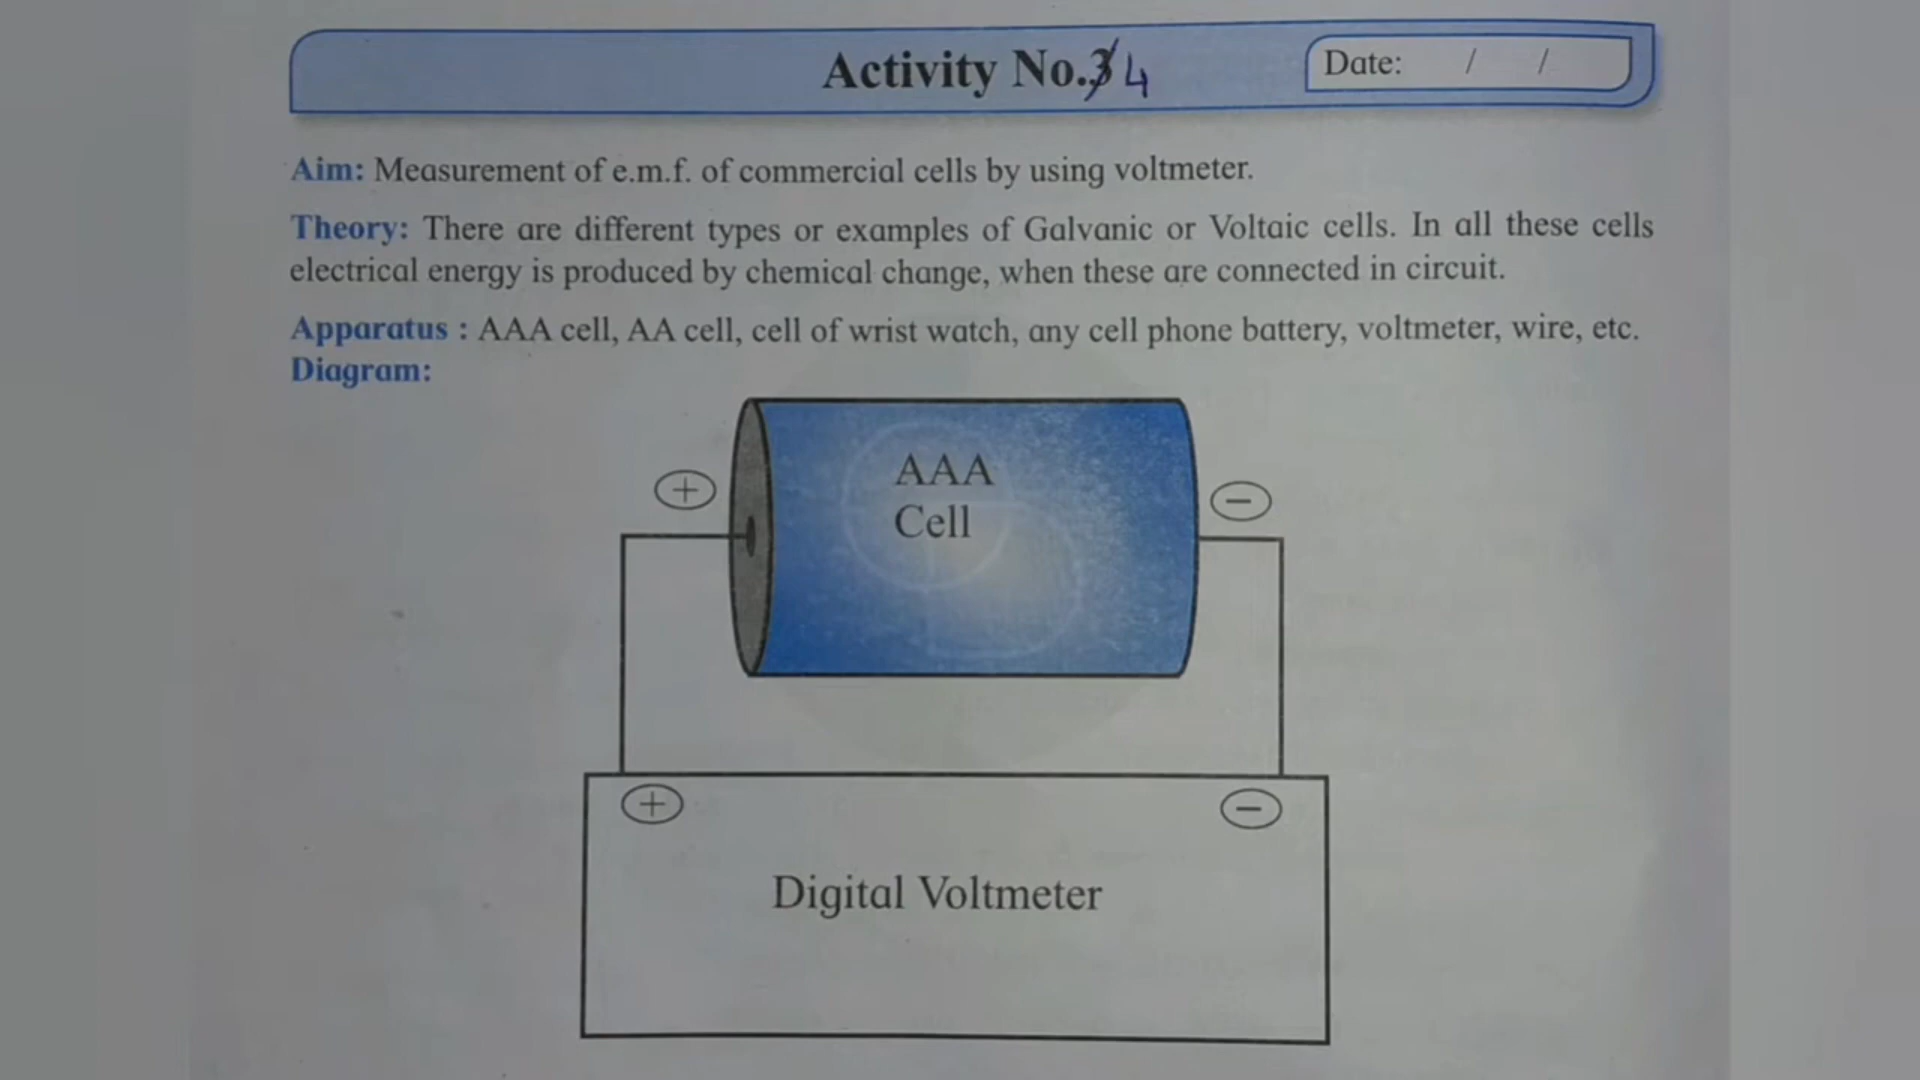 Activity No.3 4
Date: / /
Aim: Measurement of e.m.f. of commercial cells by using voltmeter.
Theory: There are different types or examples of Galvanic or Voltaic cells. In all these cells
electrical energy is produced by chemical change, when these are connected in circuit.
Apparatus : AAA cell, AA cell, cell of wrist watch, any cell phone battery, voltmeter, wire, etc.
Diagram:
AAA
Cell
+
−
+
−
Digital Voltmeter